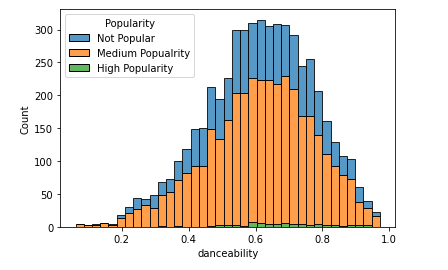 Popularity
Not Popular
Medium Popualrity
High Popularity
300
250
200
150
100
50
0
Count
0.2 0.4 0.6 0.8 1.0
danceability